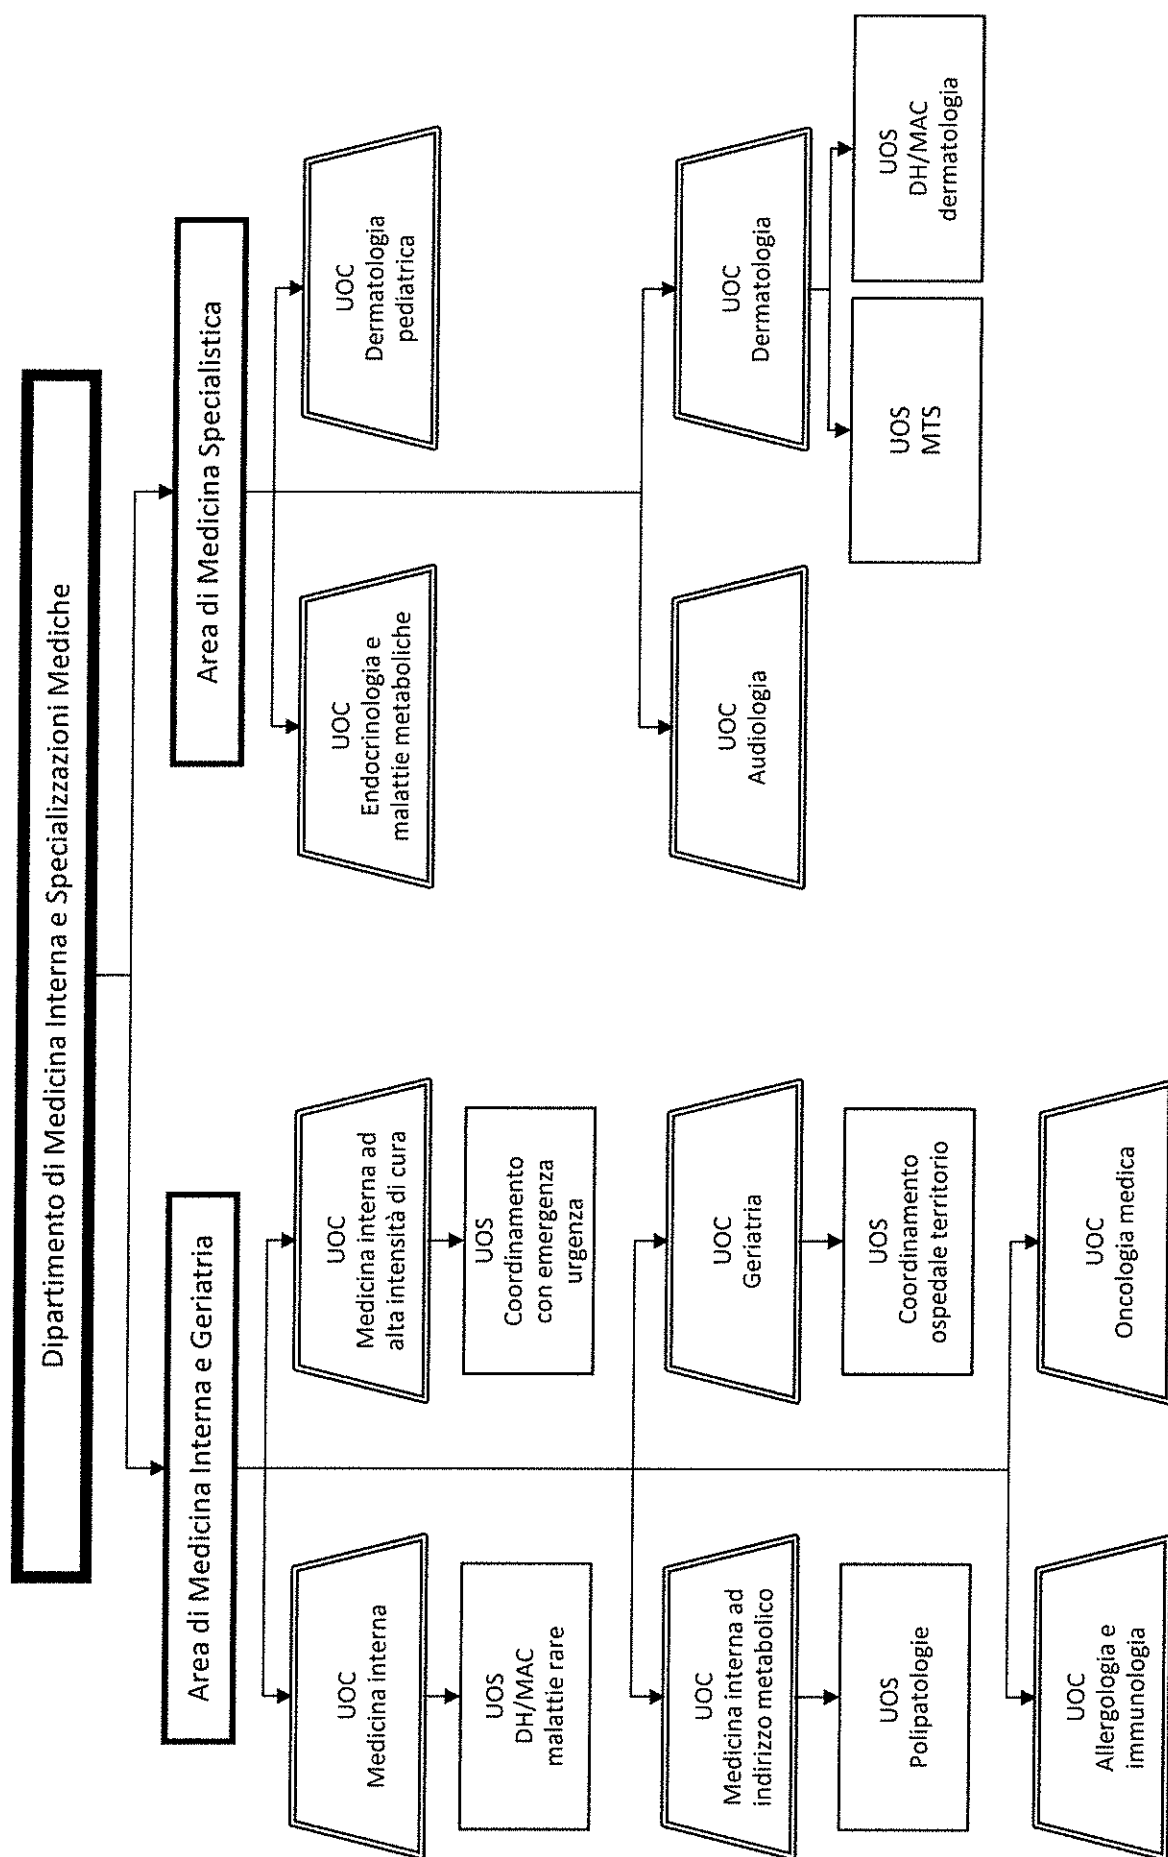 Dipartimento di Medicina Interna e Specializzazioni Mediche
Area di Medicina Interna e Geriatria
UOC
Medicina interna
UOS
DH/MAC
malattie rare
UOC
Medicina interna ad
alta intensità di cura
UOS
Coordinamento
con emergenza
urgenza
UOC
Medicina interna ad
indirizzo metabolico
UOS
Polipatologie
UOC
Geriatria
UOS
Coordinamento
ospedale territorio
UOC
Allergologia e
immunologia
UOC
Oncologia medica
Area di Medicina Specialistica
UOC
Endocrinologia e
malattie metaboliche
UOC
Dermatologia
pediatrica
UOC
Audiologia
UOC
Dermatologia
UOS
MTS
UOS
DH/MAC
dermatologia